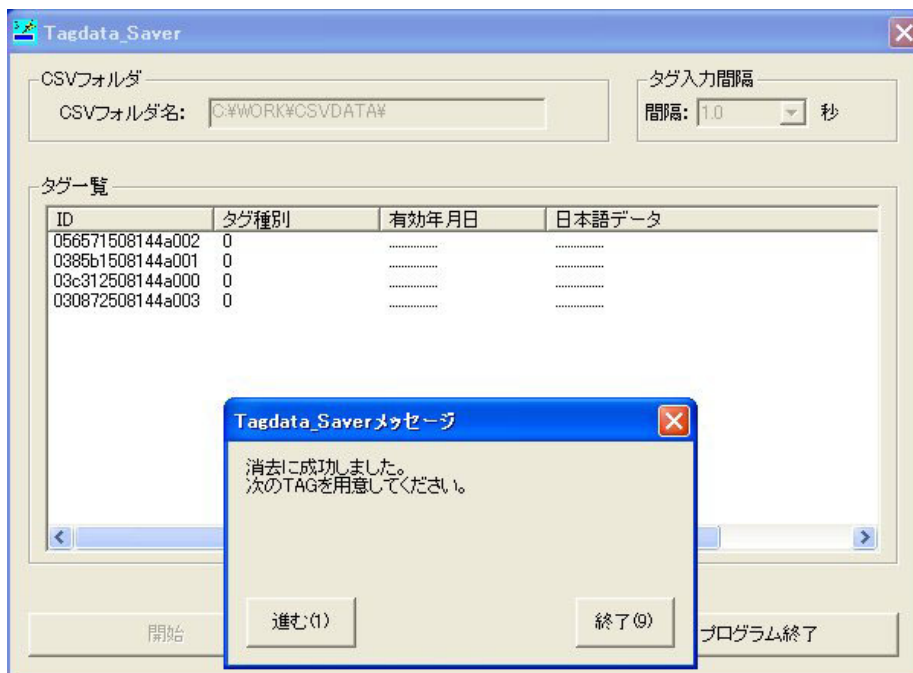 Tagdata_Saver
CSVフォルダ
CSVフォルダ名: C:¥WORK¥CSVDATA¥
タグ入力間隔
間隔: 1.0 秒
タグ一覧
ID タグ種別 有効年月日 日本語データ
056571508144a002 0 ............... ...............
0385b1508144a001 0 ............... ...............
03c312508144a000 0 ............... ...............
030872508144a003 0 ............... ...............
Tagdata_Saverメッセージ
消去に成功しました。
次のTAGを用意してください。
進む(1)
終了(9)
開始
プログラム終了